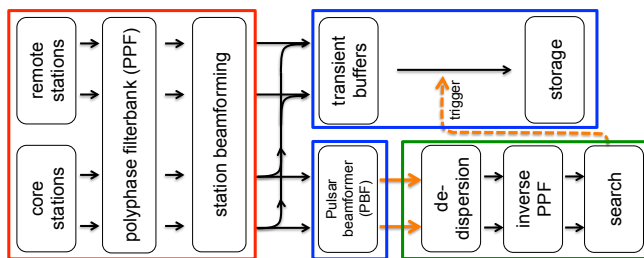 remote
stations
core
stations
polyphase filterbank (PPF)
station beamforming
transient
buffers
trigger
storage
Pulsar
beamformer
(PBF)
de-
dispersion
inverse
PPF
search